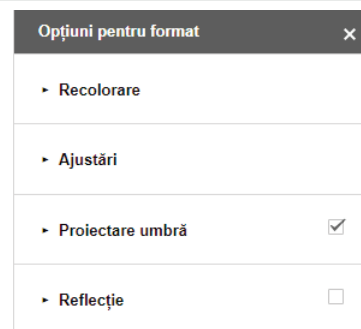 Opțiuni pentru format
Recolorare
Ajustări
Proiectare umbră
Reflecție